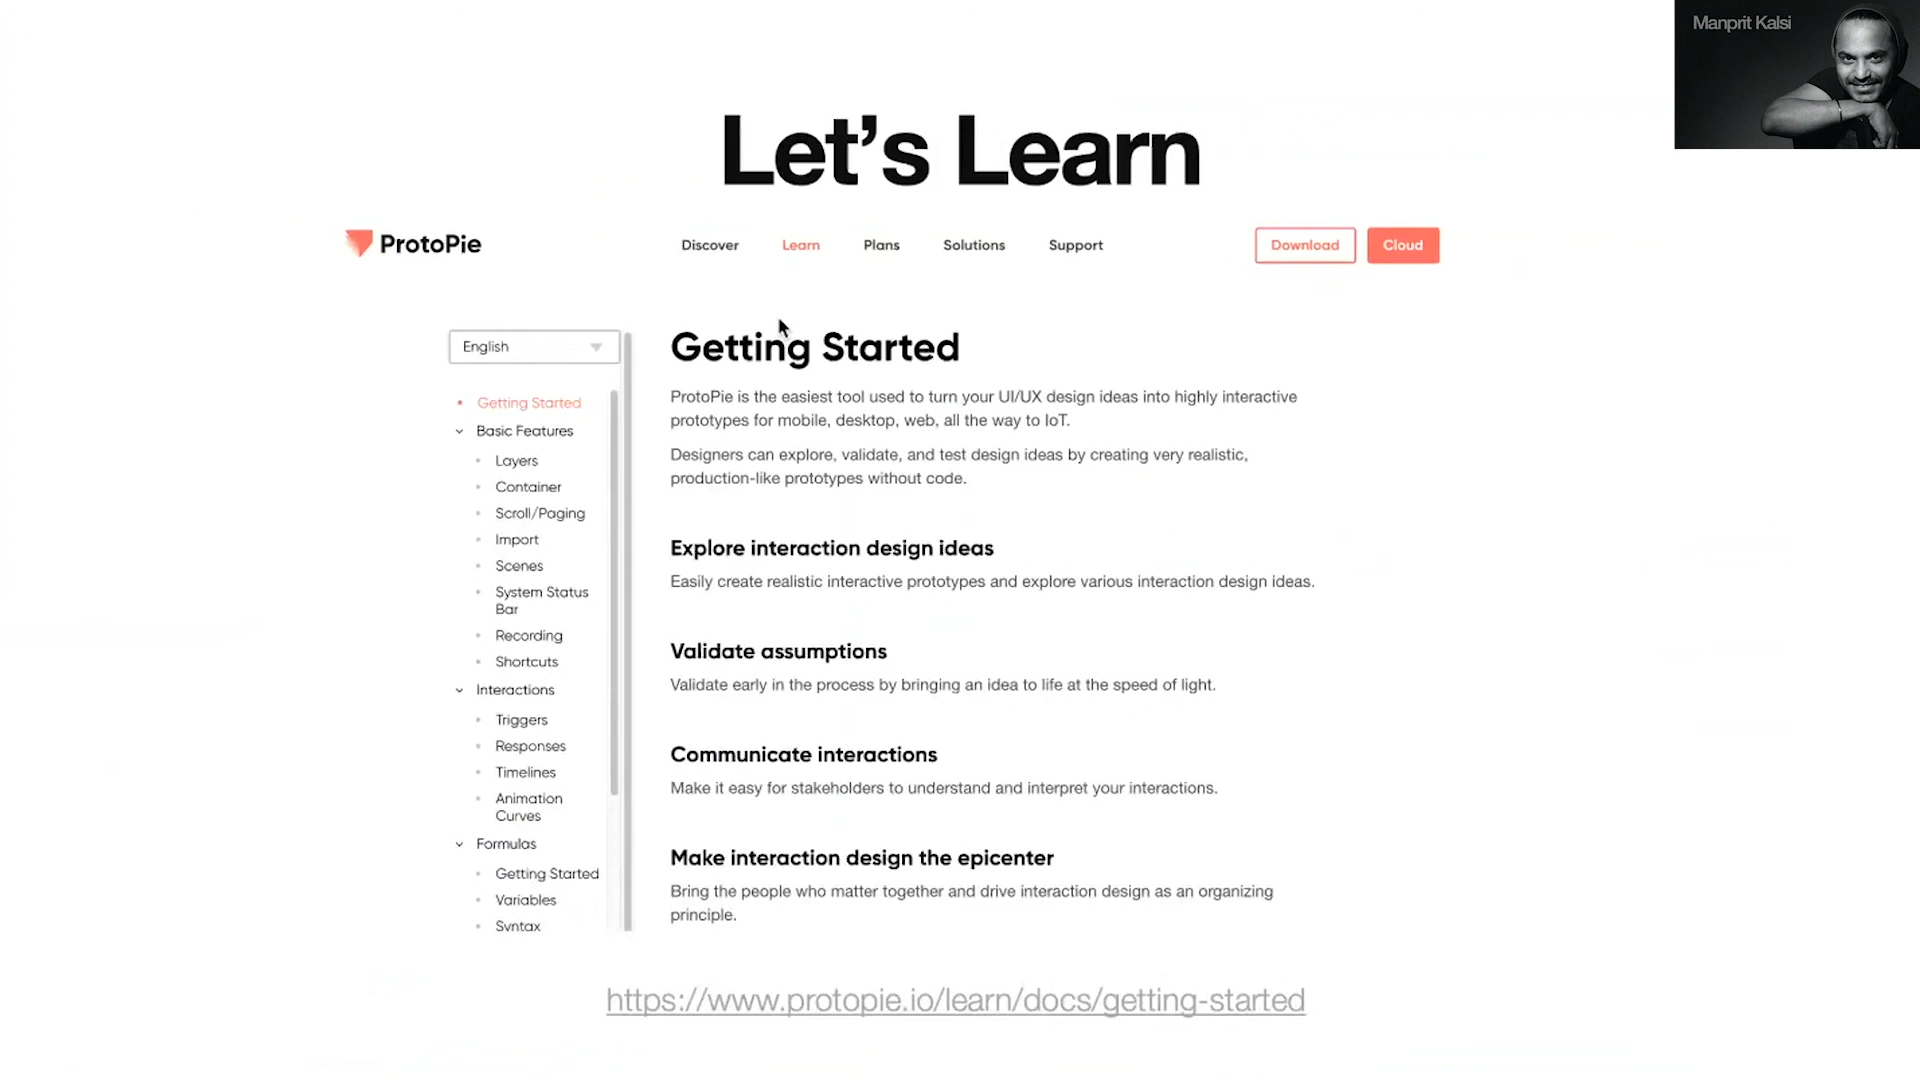 Manprit Kalsi
Let's Learn
ProtoPie
Discover
Learn
Plans
Solutions
Support
Download
Cloud
English
Getting Started
Basic Features
Layers
Container
Scroll/Paging
Import
Scenes
System Status
Bar
Recording
Shortcuts
Interactions
Triggers
Responses
Timelines
Animation
Curves
Formulas
Getting Started
Variables
Syntax
Getting Started
ProtoPie is the easiest tool used to turn your UI/UX design ideas into highly interactive
prototypes for mobile, desktop, web, all the way to IoT.
Designers can explore, validate, and test design ideas by creating very realistic,
production-like prototypes without code.
Explore interaction design ideas
Easily create realistic interactive prototypes and explore various interaction design ideas.
Validate assumptions
Validate early in the process by bringing an idea to life at the speed of light.
Communicate interactions
Make it easy for stakeholders to understand and interpret your interactions.
Make interaction design the epicenter
Bring the people who matter together and drive interaction design as an organizing
principle.
https://www.protopie.io/learn/docs/getting-started